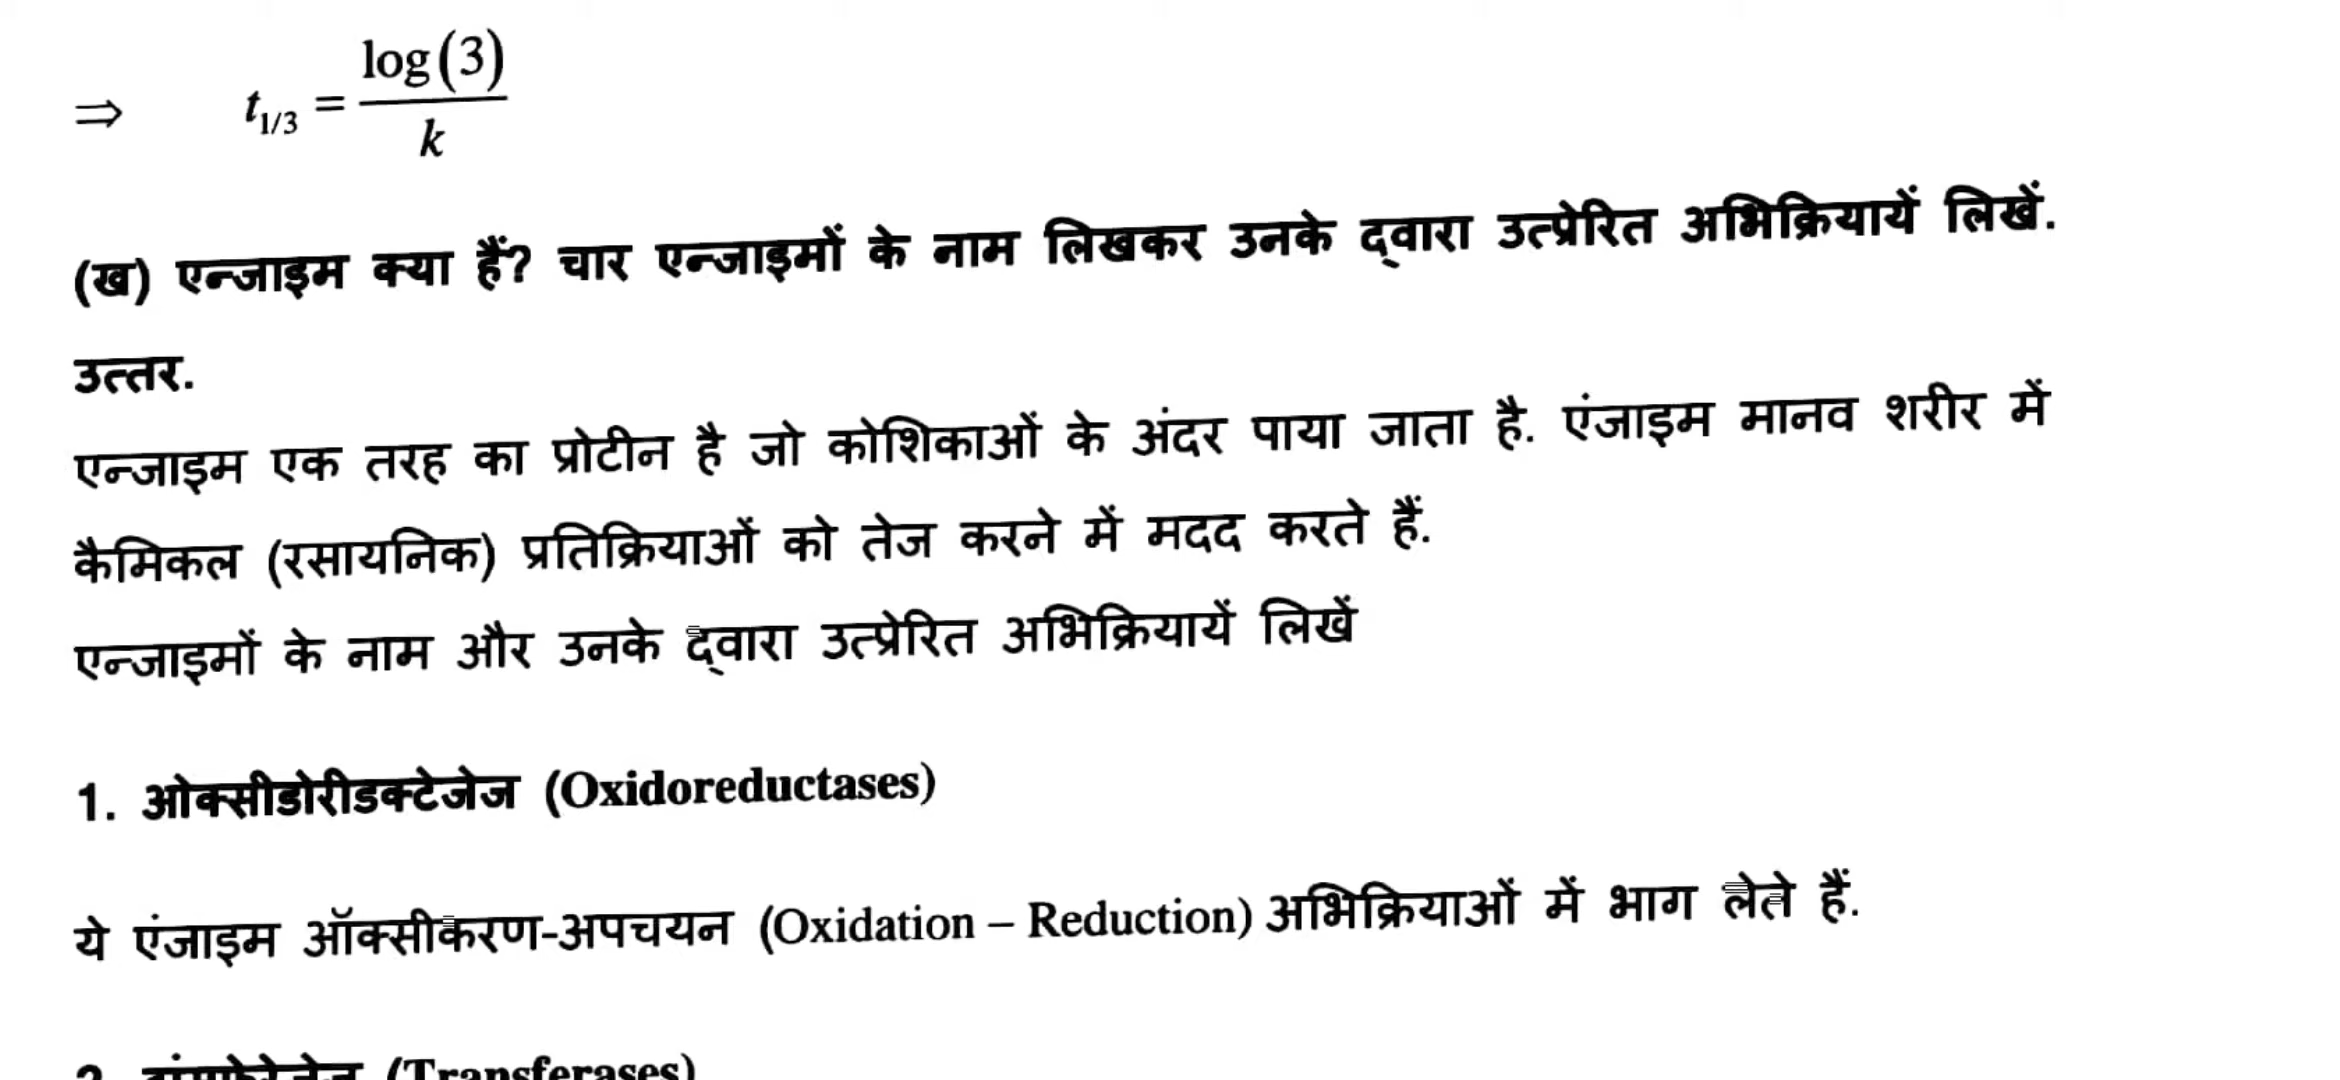 ⇒ t1/3 = log(3) / k
(ख) एन्जाइम क्या हैं? चार एन्जाइमों के नाम लिखकर उनके द्वारा उत्प्रेरित अभिक्रियायें लिखें.
उत्तर.
एन्जाइम एक तरह का प्रोटीन है जो कोशिकाओं के अंदर पाया जाता है. एंजाइम मानव शरीर में
कैमिकल (रसायनिक) प्रतिक्रियाओं को तेज करने में मदद करते हैं.
एन्जाइमों के नाम और उनके द्वारा उत्प्रेरित अभिक्रियायें लिखें
1. ओक्सीडोरीडक्टेजेज (Oxidoreductases)
ये एंजाइम ऑक्सीकरण-अपचयन (Oxidation – Reduction) अभिक्रियाओं में भाग लेते हैं.
2. (Transferases)